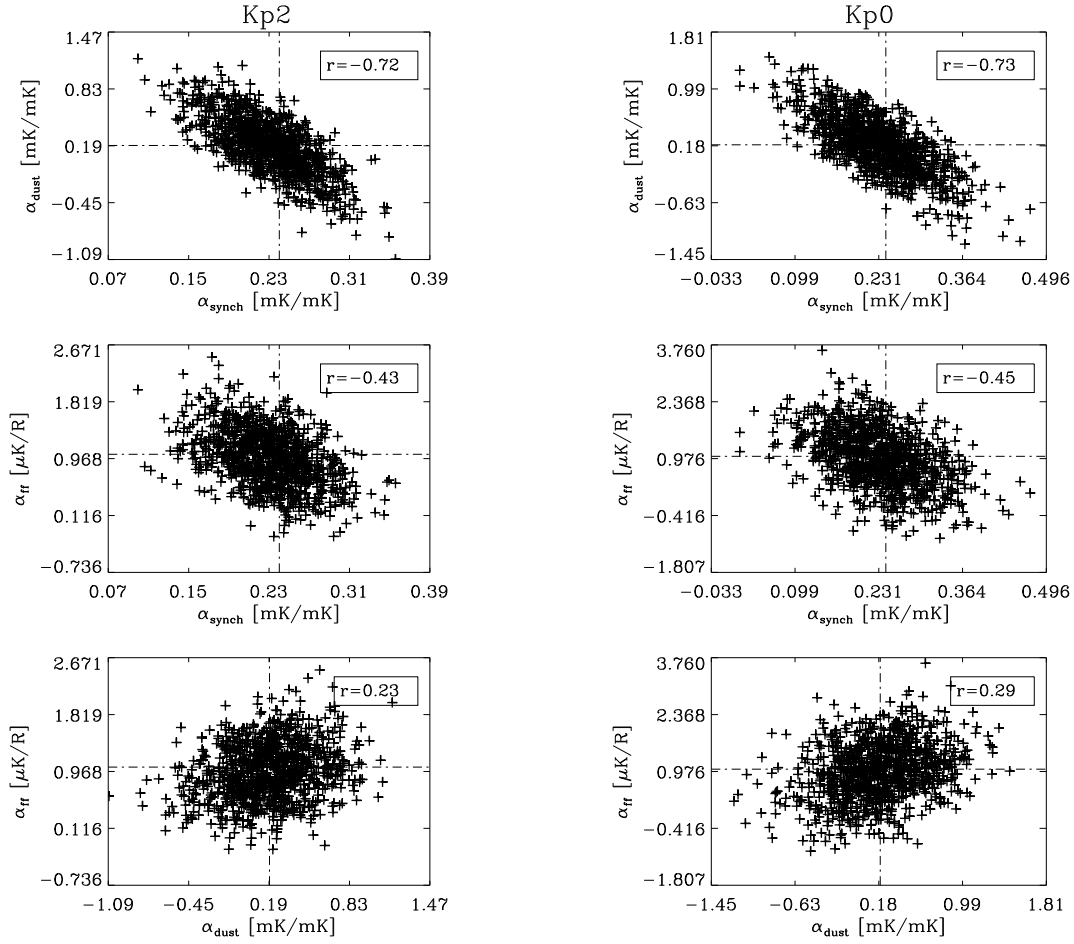 Kp2
Kp0
1.47
0.83
0.19
−0.45
−1.09
α_dust [mK/mK]
r=−0.72
0.07 0.15 0.23 0.31 0.39
α_synch [mK/mK]
1.81
0.99
0.18
−0.63
−1.45
α_dust [mK/mK]
r=−0.73
−0.033 0.099 0.231 0.364 0.496
α_synch [mK/mK]
2.671
1.819
0.968
0.116
−0.736
α_ff [μK/R]
r=−0.43
0.07 0.15 0.23 0.31 0.39
α_synch [mK/mK]
3.760
2.368
0.976
−0.416
−1.807
α_ff [μK/R]
r=−0.45
−0.033 0.099 0.231 0.364 0.496
α_synch [mK/mK]
2.671
1.819
0.968
0.116
−0.736
α_ff [μK/R]
r=0.23
−1.09 −0.45 0.19 0.83 1.47
α_dust [mK/mK]
3.760
2.368
0.976
−0.416
−1.807
α_ff [μK/R]
r=0.29
−1.45 −0.63 0.18 0.99 1.81
α_dust [mK/mK]